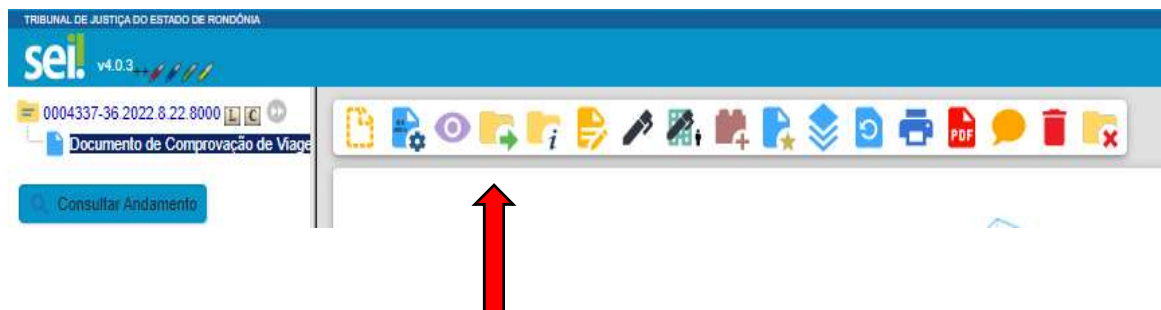 TRIBUNAL DE JUSTIÇA DO ESTADO DE RONDÔNIA
sei! v4.0.3
0004337-36.2022.8.22.8000 L C
Documento de Comprovação de Viage
Consultar Andamento
i
PDF